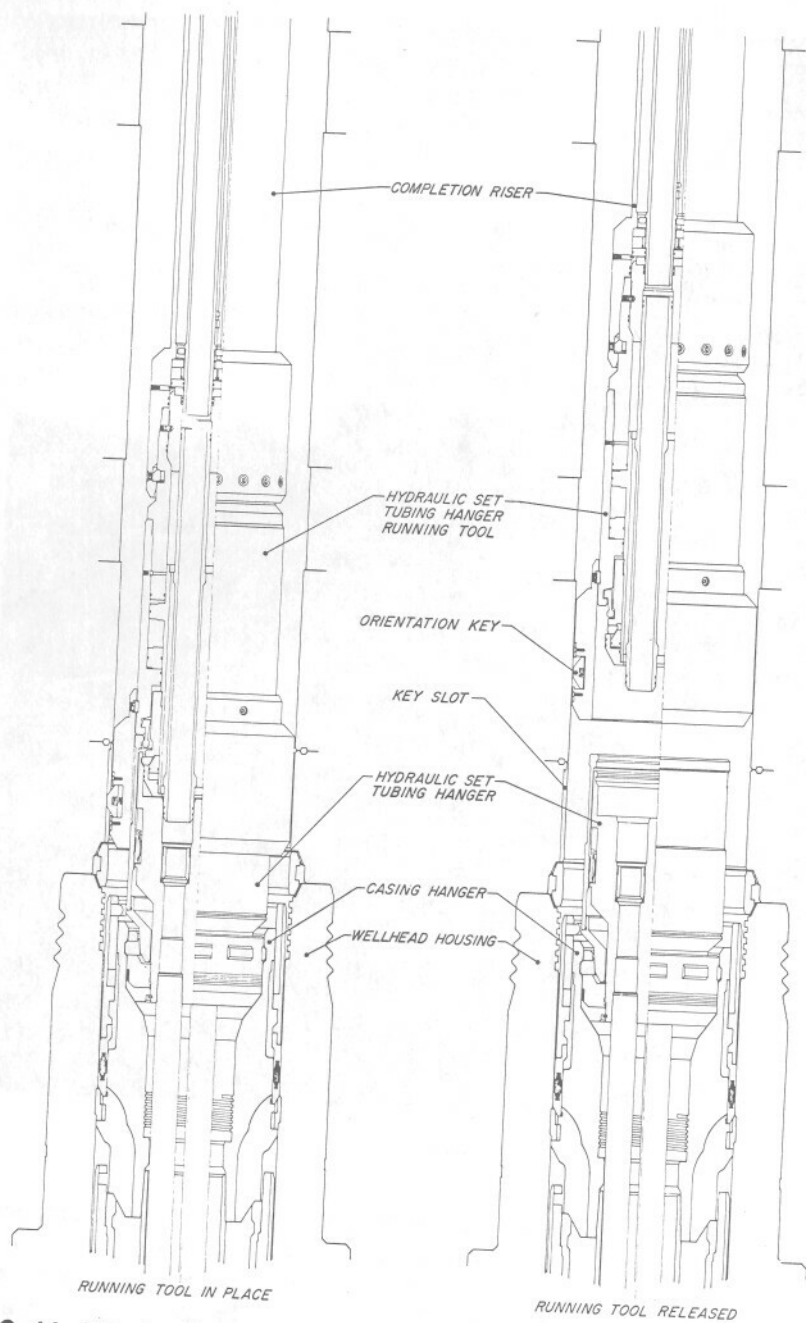 COMPLETION RISER
HYDRAULIC SET
TUBING HANGER
RUNNING TOOL
ORIENTATION KEY
KEY SLOT
HYDRAULIC SET
TUBING HANGER
CASING HANGER
WELLHEAD HOUSING
RUNNING TOOL IN PLACE
RUNNING TOOL RELEASED